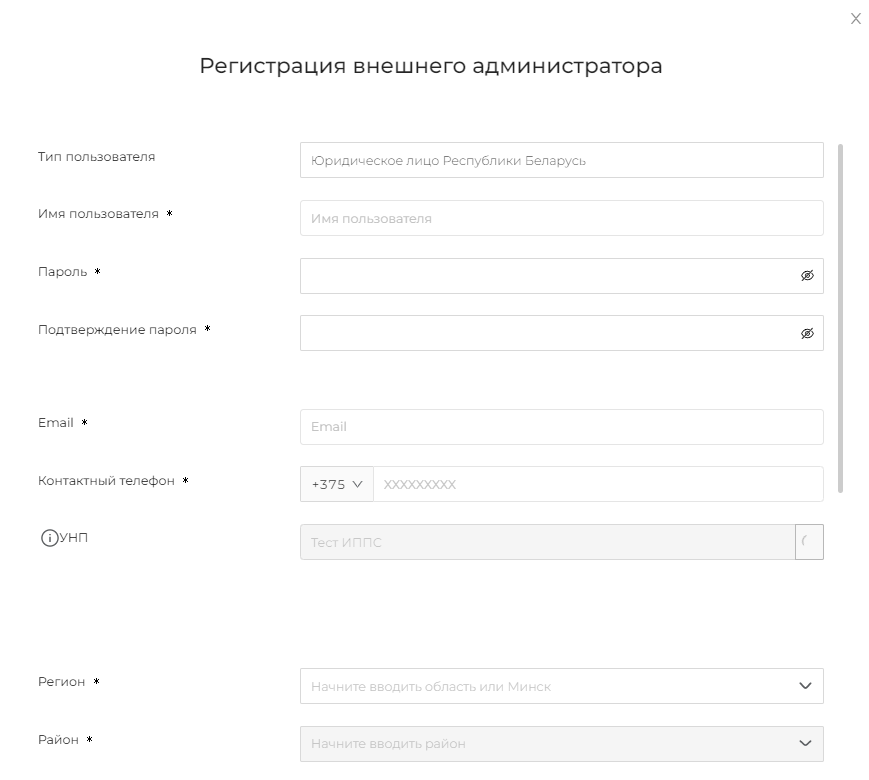 Регистрация внешнего администратора
Тип пользователя
Юридическое лицо Республики Беларусь
Имя пользователя *
Имя пользователя
Пароль *
Подтверждение пароля *
Email *
Email
Контактный телефон *
+375
XXXXXXXXX
УНП
Тест ИППС
Регион *
Начните вводить область или Минск
Район *
Начните вводить район